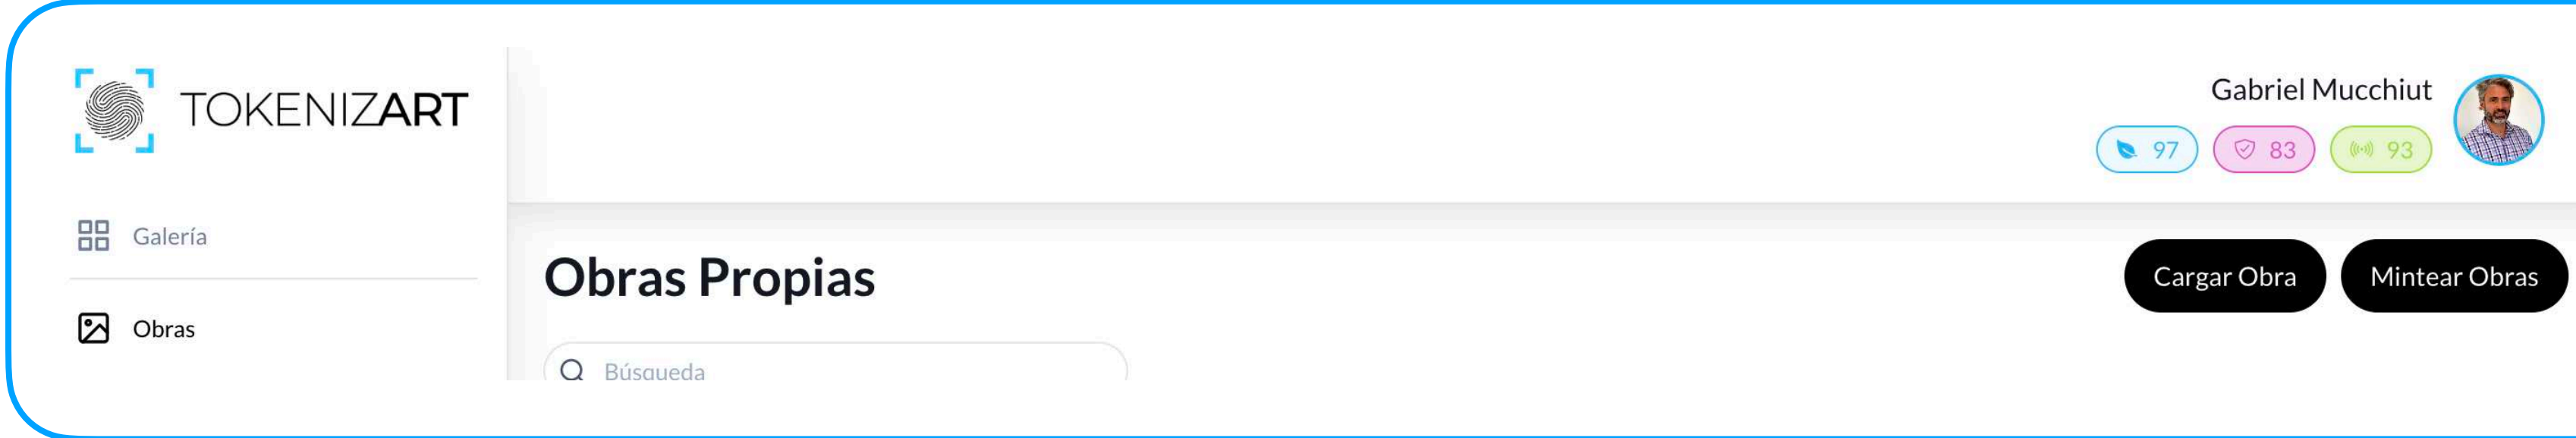 TOKENIZART
Gabriel Mucchiut
97 83 93
Galería
Obras Propias
Cargar Obra
Mintear Obras
Obras
Búsqueda